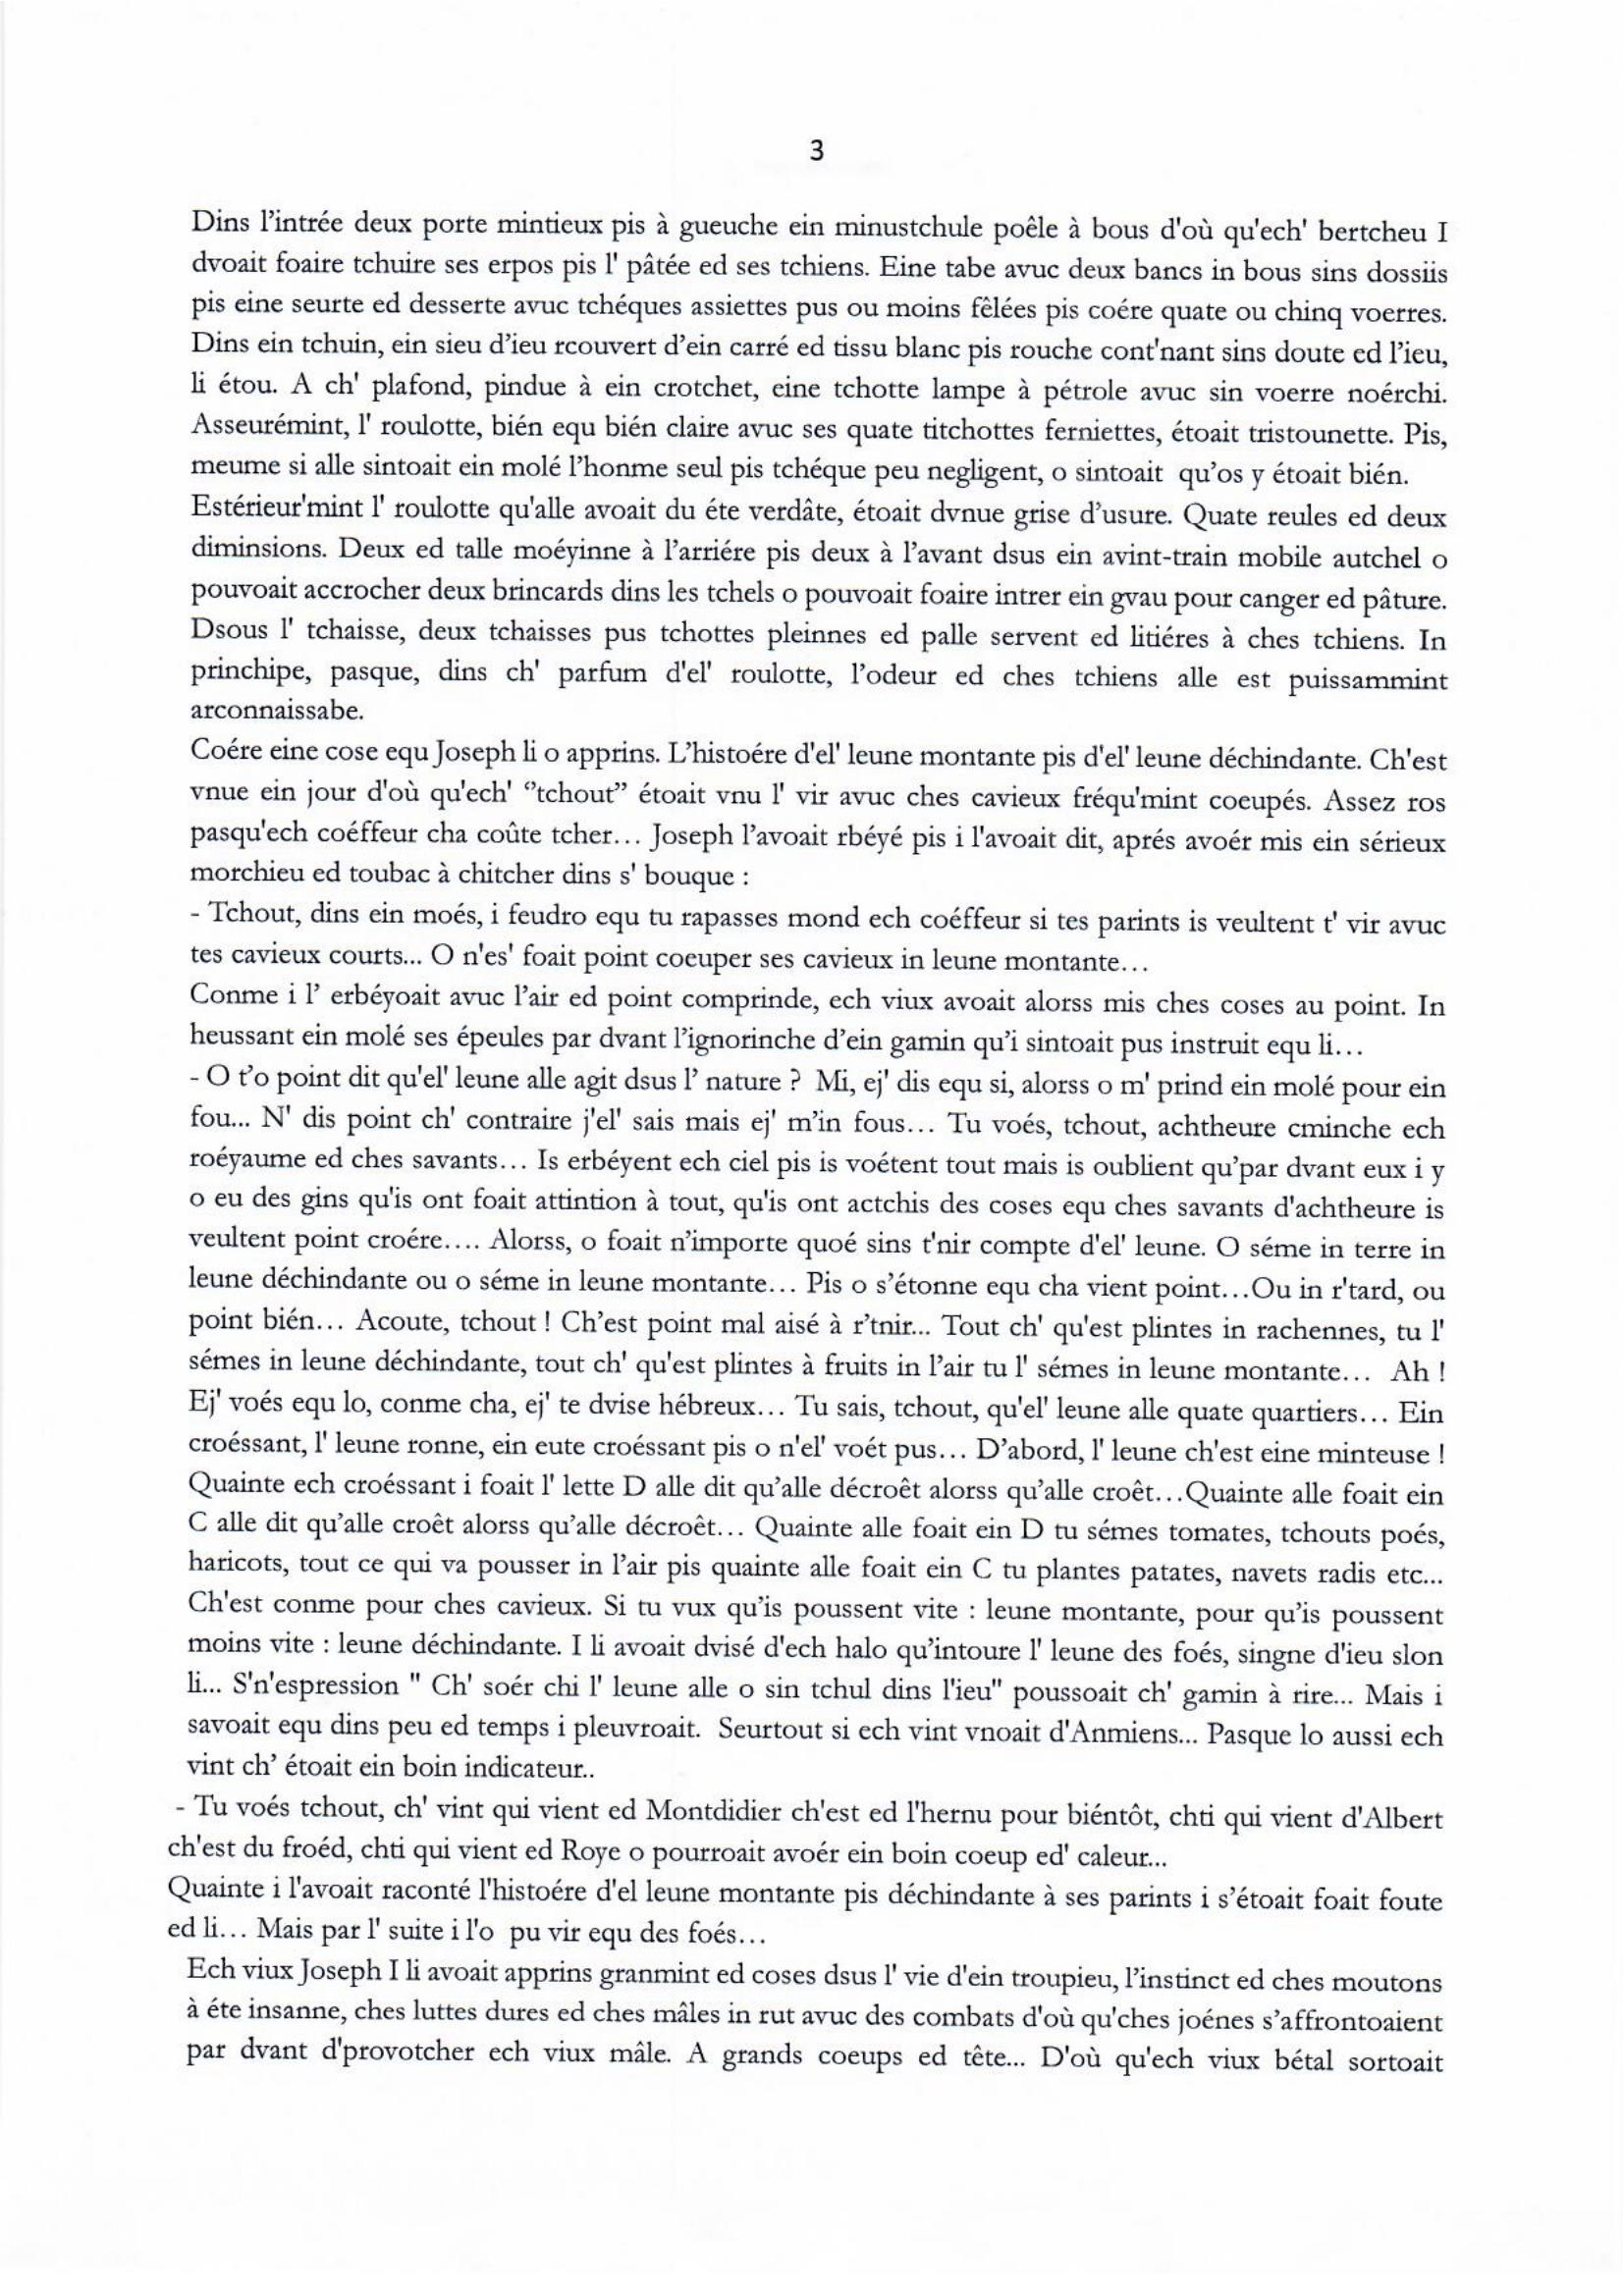 3
Dins l'intrée deux porte mintieux pis à gueuche ein minustchule poêle à bous d'où qu'ech' bertcheu I
dvoait foaire tchuire ses erpos pis l' pâtée ed ses tchiens. Eine tabe avuc deux bancs in bous sins dossiis
pis eine seurte ed desserte avuc tchéques assiettes pus ou moins fêlées pis coére quate ou chinq voerres.
Dins ein tchuin, ein sieu d'ieu rcouvert d'ein carré ed tissu blanc pis rouche cont'nant sins doute ed l'ieu,
li étou. A ch' plafond, pindue à ein crotchet, eine tchotte lampe à pétrole avuc sin voerre noérchi.
Asseurémint, l' roulotte, bién equ bién claire avuc ses quate titchottes ferniettes, étoait tristounette. Pis,
meume si alle sintoait ein molé l'honme seul pis tchéque peu negligent, o sintoait qu'os y étoait bién.
Estérieur'mint l' roulotte qu'alle avoait du éte verdâte, étoait dvnue grise d'usure. Quate reules ed deux
diminsions. Deux ed talle moéyinne à l'arriére pis deux à l'avant dsus ein avint-train mobile autchel o
pouvoait accrocher deux brincards dins les tchels o pouvoait foaire intrer ein gvau pour canger ed pâture.
Dsous l' tchaisse, deux tchaisses pus tchottes pleinnes ed palle servent ed litiéres à ches tchiens. In
princhipe, pasque, dins ch' parfum d'el' roulotte, l'odeur ed ches tchiens alle est puissammint
arconnaissabe.
Coére eine cose equ Joseph li o apprins. L'histoére d'el' leune montante pis d'el' leune déchindante. Ch'est
vnue ein jour d'où qu'ech' ‘’tchout’’ étoait vnu l' vir avuc ches cavieux fréqu'mint coeupés. Assez ros
pasqu'ech coéffeur cha coûte tcher… Joseph l'avoait rbéyé pis i l'avoait dit, aprés avoér mis ein sérieux
morchieu ed toubac à chitcher dins s' bouque :
- Tchout, dins ein moés, i feudro equ tu rapasses mond ech coéffeur si tes parints is veultent t' vir avuc
tes cavieux courts... O n'es' foait point coeuper ses cavieux in leune montante…
Conme i l' erbéyoait avuc l'air ed point comprinde, ech viux avoait alorss mis ches coses au point. In
heussant ein molé ses épeules par dvant l'ignorinche d'ein gamin qu'i sintoait pus instruit equ li…
- O t'o point dit qu'el' leune alle agit dsus l' nature ? Mi, ej' dis equ si, alorss o m' prind ein molé pour ein
fou... N' dis point ch' contraire j'el' sais mais ej' m'in fous… Tu voés, tchout, achtheure cminche ech
roéyaume ed ches savants… Is erbéyent ech ciel pis is voétent tout mais is oublient qu'par dvant eux i y
o eu des gins qu'is ont foait attintion à tout, qu'is ont actchis des coses equ ches savants d'achtheure is
veultent point croére…. Alorss, o foait n'importe quoé sins t'nir compte d'el' leune. O séme in terre in
leune déchindante ou o séme in leune montante… Pis o s'étonne equ cha vient point…Ou in r'tard, ou
point bién… Acoute, tchout ! Ch'est point mal aisé à r'tnir... Tout ch' qu'est plintes in rachennes, tu l'
sémes in leune déchindante, tout ch' qu'est plintes à fruits in l'air tu l' sémes in leune montante… Ah !
Ej' voés equ lo, conme cha, ej' te dvise hébreux… Tu sais, tchout, qu'el' leune alle quate quartiers… Ein
croéssant, l' leune ronne, ein eute croéssant pis o n'el' voét pus… D'abord, l' leune ch'est eine minteuse !
Quainte ech croéssant i foait l' lette D alle dit qu'alle décroêt alorss qu'alle croêt…Quainte alle foait ein
C alle dit qu'alle croêt alorss qu'alle décroêt… Quainte alle foait ein D tu sémes tomates, tchouts poés,
haricots, tout ce qui va pousser in l'air pis quainte alle foait ein C tu plantes patates, navets radis etc...
Ch'est conme pour ches cavieux. Si tu vux qu'is poussent vite : leune montante, pour qu'is poussent
moins vite : leune déchindante. I li avoait dvisé d'ech halo qu'intoure l' leune des foés, singne d'ieu slon
li... S'n'espression " Ch' soér chi l' leune alle o sin tchul dins l'ieu" poussoait ch' gamin à rire... Mais i
savoait equ dins peu ed temps i pleuvroait. Seurtout si ech vint vnoait d'Anmiens... Pasque lo aussi ech
vint ch' étoait ein boin indicateur..
- Tu voés tchout, ch' vint qui vient ed Montdidier ch'est ed l'hernu pour biéntôt, chti qui vient d'Albert
ch'est du froéd, chti qui vient ed Roye o pourroait avoér ein boin coeup ed' caleur...
Quainte i l'avoait raconté l'histoére d'el leune montante pis déchindante à ses parints i s'étoait foait foute
ed li… Mais par l' suite i l'o pu vir equ des foés…
Ech viux Joseph I li avoait apprins granmint ed coses dsus l' vie d'ein troupieu, l'instinct ed ches moutons
à éte insanne, ches luttes dures ed ches mâles in rut avuc des combats d'où qu'ches joénes s'affrontoaient
par dvant d'provotcher ech viux mâle. A grands coeups ed tête... D'où qu'ech viux bétal sortoait